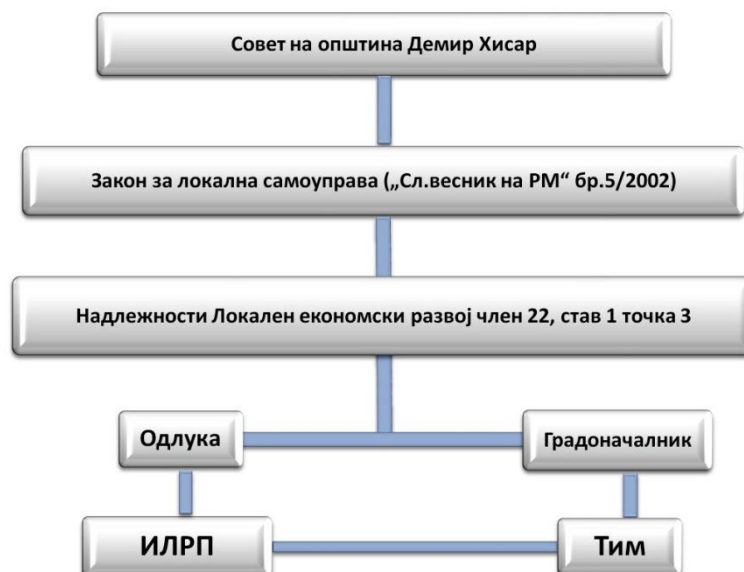 Совет на општина Демир Хисар
Закон за локална самоуправа („Сл.весник на РМ“ бр.5/2002)
Надлежности Локален економски развој член 22, став 1 точка 3
Одлука
Градоначалник
ИЛРП
Тим